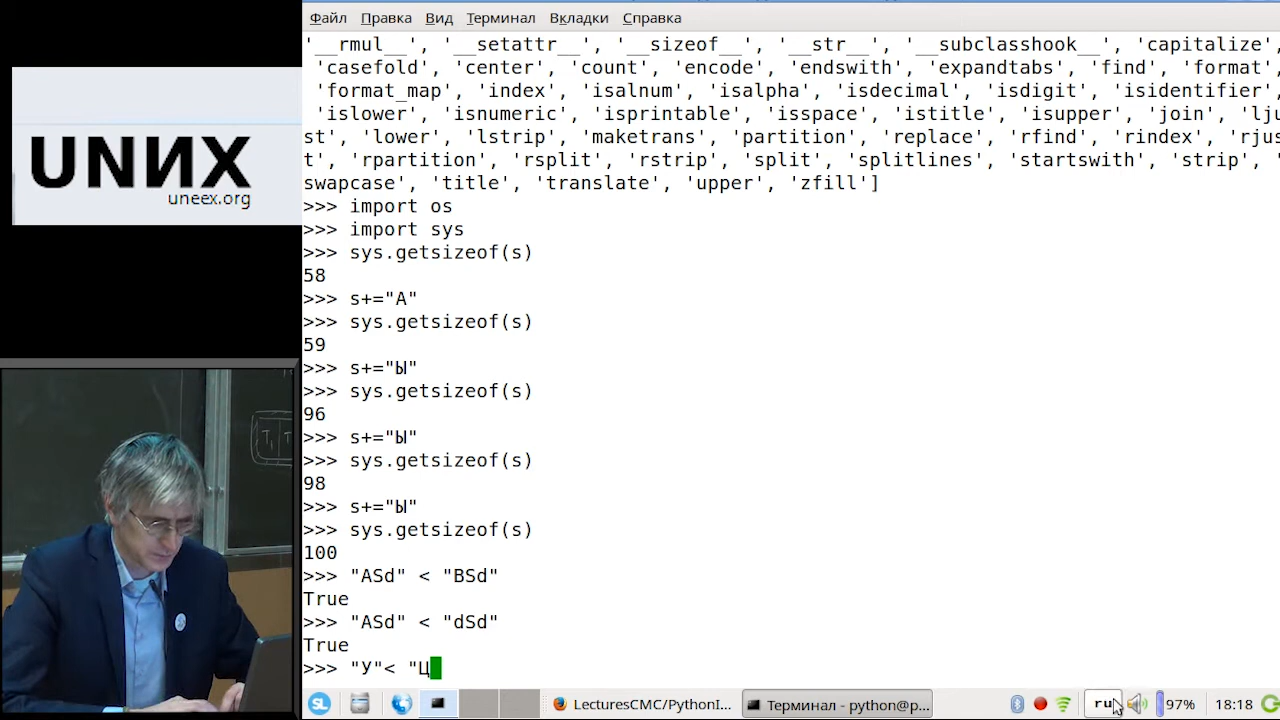 Файл Правка Вид Терминал Вкладки Справка
'__rmul__', '__setattr__', '__sizeof__', '__str__', '__subclasshook__', 'capitalize'
'casefold', 'center', 'count', 'encode', 'endswith', 'expandtabs', 'find', 'format',
'format_map', 'index', 'isalnum', 'isalpha', 'isdecimal', 'isdigit', 'isidentifier',
'islower', 'isnumeric', 'isprintable', 'isspace', 'istitle', 'isupper', 'join', 'lju
st', 'lower', 'lstrip', 'maketrans', 'partition', 'replace', 'rfind', 'rindex', 'rjus
t', 'rpartition', 'rsplit', 'rstrip', 'split', 'splitlines', 'startswith', 'strip', '
swapcase', 'title', 'translate', 'upper', 'zfill']
>>> import os
>>> import sys
>>> sys.getsizeof(s)
58
>>> s+="A"
>>> sys.getsizeof(s)
59
>>> s+="Ы"
>>> sys.getsizeof(s)
96
>>> s+="Ы"
>>> sys.getsizeof(s)
98
>>> s+="Ы"
>>> sys.getsizeof(s)
100
>>> "ASd" < "BSd"
True
>>> "ASd" < "dSd"
True
>>> "У"< "Ц
UNИX
uneex.org
SL
LecturesCMC/PythonI...
Терминал - python@p...
ru
97%
18:18